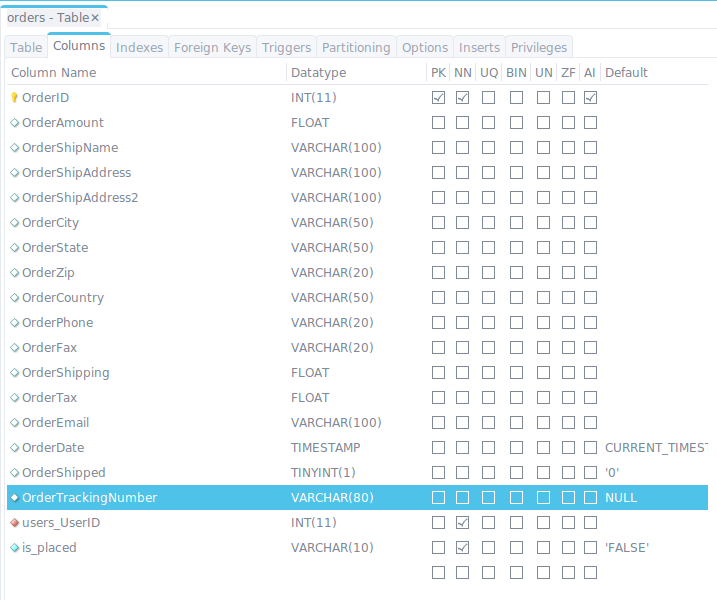 orders - Table×
Table Columns Indexes Foreign Keys Triggers Partitioning Options Inserts Privileges
Column Name Datatype PK NN UQ BIN UN ZF AI Default
OrderID INT(11)
OrderAmount FLOAT
OrderShipName VARCHAR(100)
OrderShipAddress VARCHAR(100)
OrderShipAddress2 VARCHAR(100)
OrderCity VARCHAR(50)
OrderState VARCHAR(50)
OrderZip VARCHAR(20)
OrderCountry VARCHAR(50)
OrderPhone VARCHAR(20)
OrderFax VARCHAR(20)
OrderShipping FLOAT
OrderTax FLOAT
OrderEmail VARCHAR(100)
OrderDate TIMESTAMP CURRENT_TIMEST
OrderShipped TINYINT(1) '0'
OrderTrackingNumber VARCHAR(80) NULL
users_UserID INT(11)
is_placed VARCHAR(10) 'FALSE'